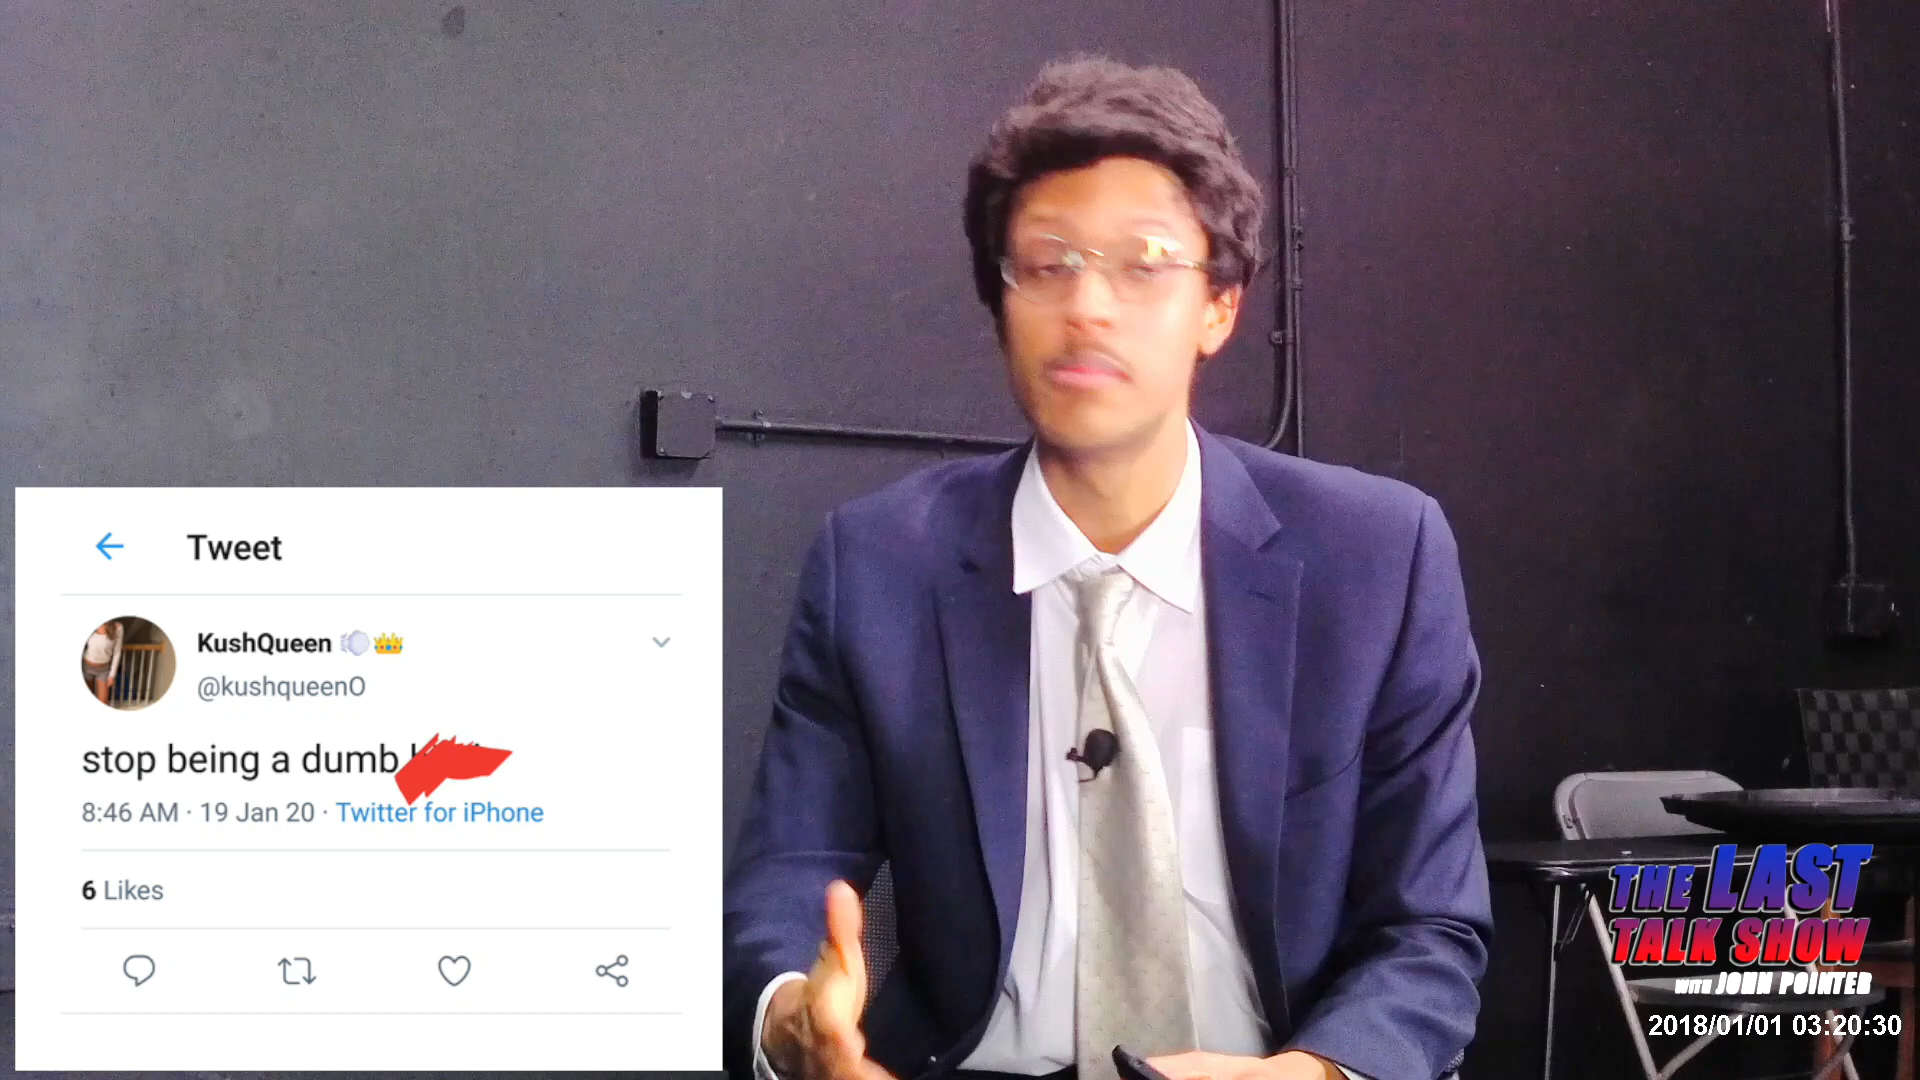 Tweet
KushQueen
@kushqueenO
stop being a dumb
8:46 AM · 19 Jan 20 · Twitter for iPhone
6 Likes
THE LAST
TALK SHOW
WITH JOHN POINTER
2018/01/01 03:20:30